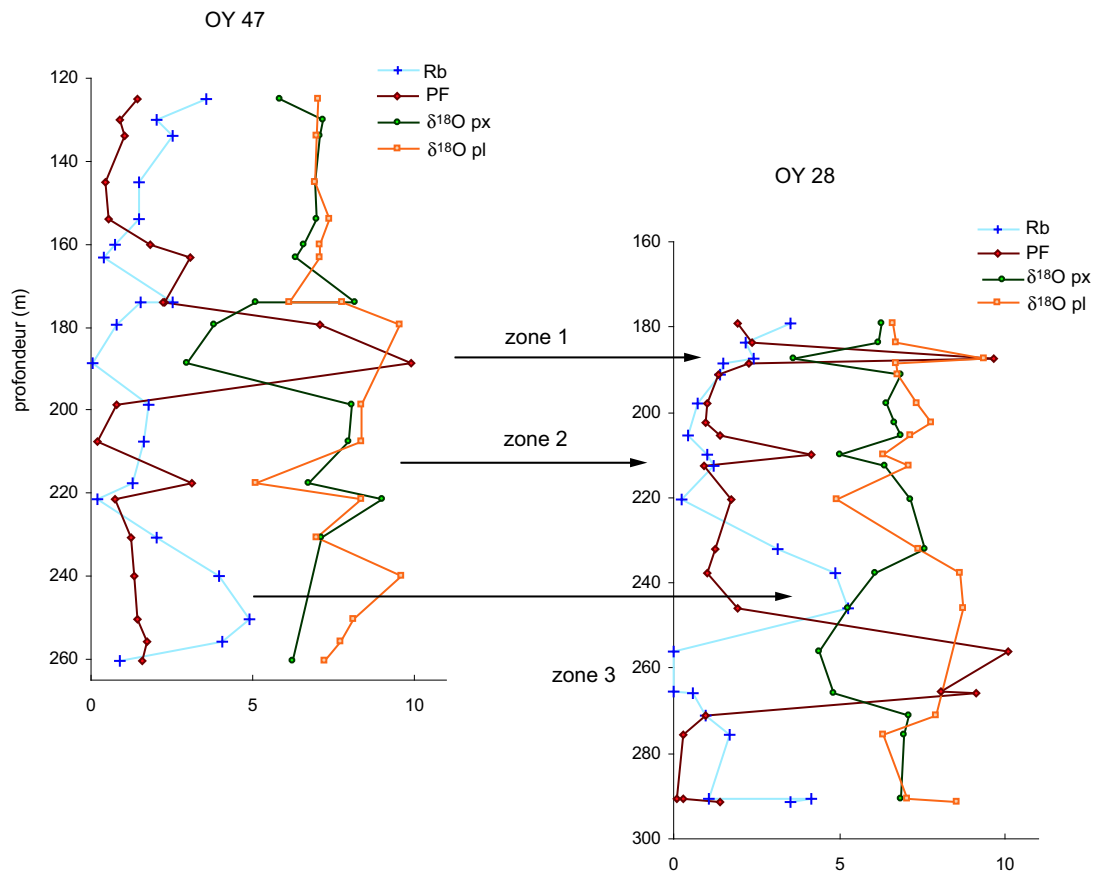 OY 47
Rb
PF
δ¹⁸O px
δ¹⁸O pl
120
140
160
180
200
220
240
260
profondeur (m)
0 5 10
zone 1
zone 2
zone 3
OY 28
Rb
PF
δ¹⁸O px
δ¹⁸O pl
160
180
200
220
240
260
280
300
0 5 10